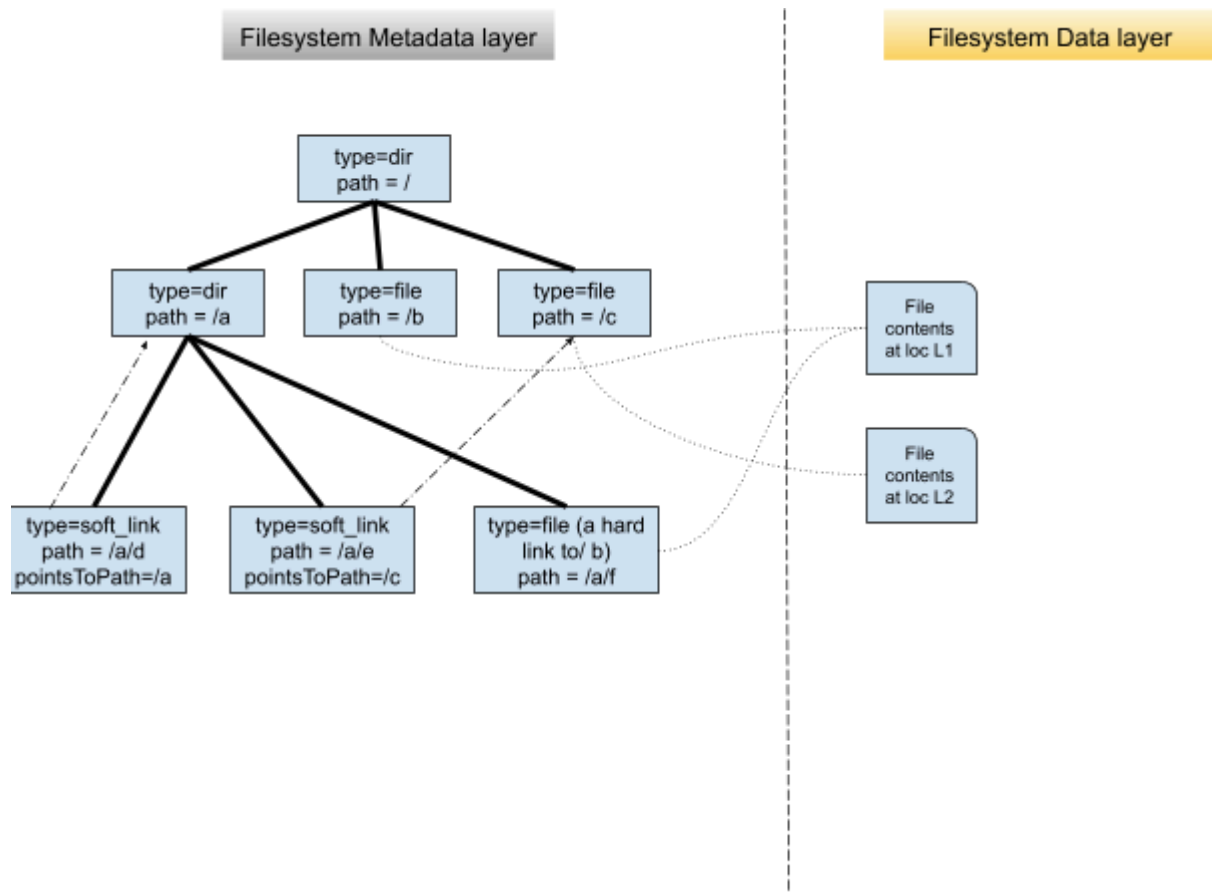 Filesystem Metadata layer
Filesystem Data layer
type=dir
path = /
type=dir
path = /a
type=file
path = /b
type=file
path = /c
File
contents
at loc L1
File
contents
at loc L2
type=soft_link
path = /a/d
pointsToPath=/a
type=soft_link
path = /a/e
pointsToPath=/c
type=file (a hard
link to/ b)
path = /a/f